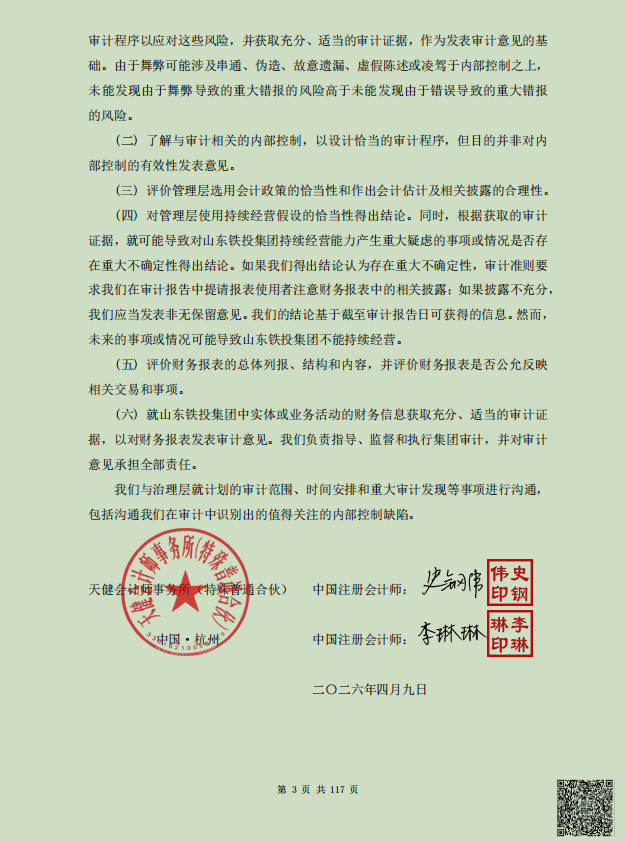 审计程序以应对这些风险，并获取充分、适当的审计证据，作为发表审计意见的基
础。由于舞弊可能涉及串通、伪造、故意遗漏、虚假陈述或凌驾于内部控制之上，
未能发现由于舞弊导致的重大错报的风险高于未能发现由于错误导致的重大错报
的风险。
（二）了解与审计相关的内部控制，以设计恰当的审计程序，但目的并非对内
部控制的有效性发表意见。
（三）评价管理层选用会计政策的恰当性和作出会计估计及相关披露的合理性。
（四）对管理层使用持续经营假设的恰当性得出结论。同时，根据获取的审计
证据，就可能导致对山东铁投集团持续经营能力产生重大疑虑的事项或情况是否存
在重大不确定性得出结论。如果我们得出结论认为存在重大不确定性，审计准则要
求我们在审计报告中提请报表使用者注意财务报表中的相关披露；如果披露不充分，
我们应当发表非无保留意见。我们的结论基于截至审计报告日可获得的信息。然而，
未来的事项或情况可能导致山东铁投集团不能持续经营。
（五）评价财务报表的总体列报、结构和内容，并评价财务报表是否公允反映
相关交易和事项。
（六）就山东铁投集团中实体或业务活动的财务信息获取充分、适当的审计证
据，以对财务报表发表审计意见。我们负责指导、监督和执行集团审计，并对审计
意见承担全部责任。
我们与治理层就计划的审计范围、时间安排和重大审计发现等事项进行沟通，
包括沟通我们在审计中识别出的值得关注的内部控制缺陷。
天健会计师事务所（特殊普通合伙）
天健会计师事务所（特殊普通合伙） 中国注册会计师： 史钢伟 史钢伟印
中国·杭州 中国注册会计师： 李琳琳 李琳琳印
二〇二六年四月九日
第 3 页 共 117 页